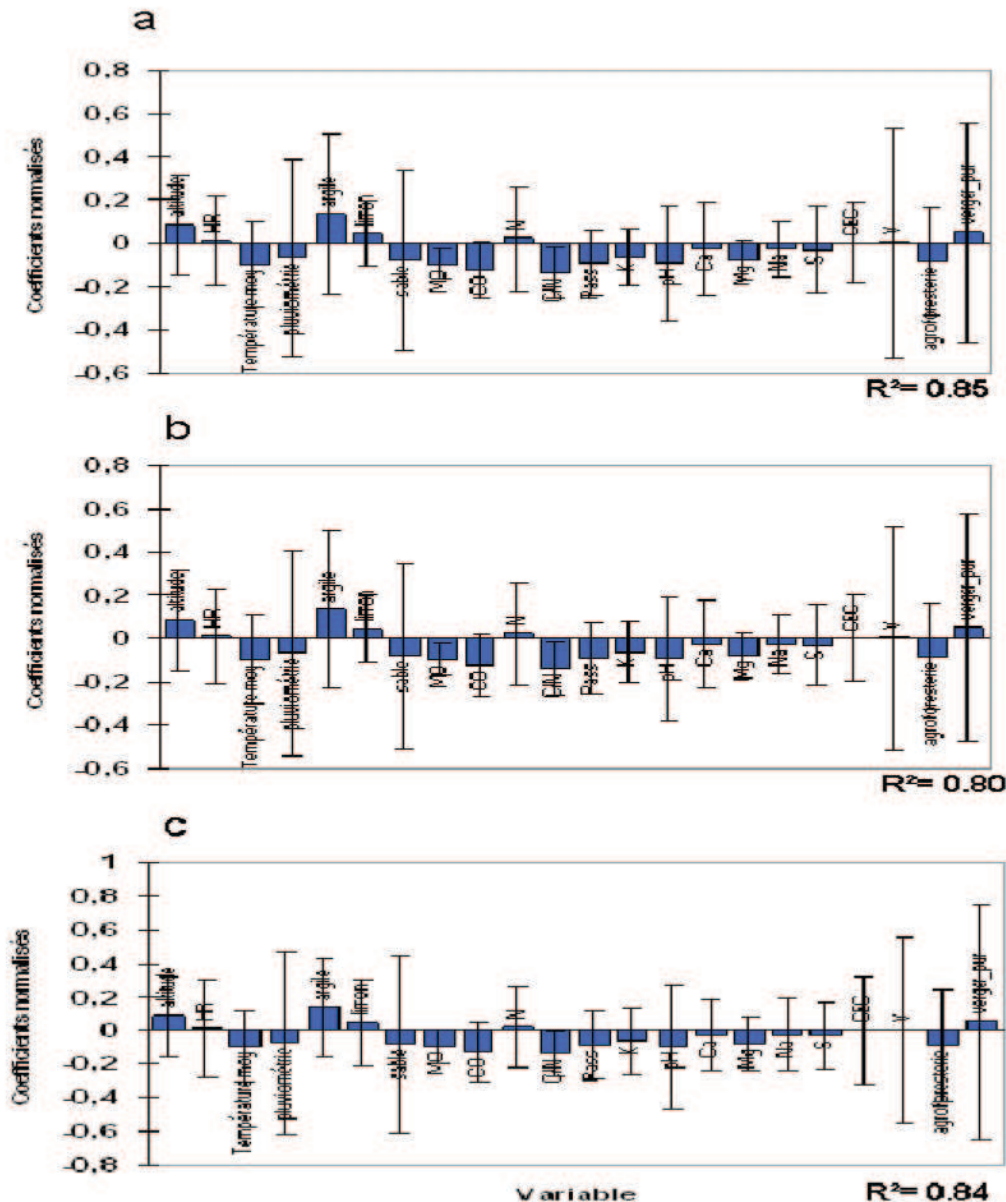 a
Coefficients normalisés
0,8
0,6
0,4
0,2
0
-0,2
-0,4
-0,6
altitude
HR
Température moy
pluviométrie
argile
limon
sable
MO
CO
N
C/N
Pass
K
pH
Ca
Mg
Na
S
CEC
V
agroforesterie
verger_pur
R²= 0.85
b
Coefficients normalisés
0,8
0,6
0,4
0,2
0
-0,2
-0,4
-0,6
altitude
HR
Température moy
pluviométrie
argile
limon
sable
MO
CO
N
C/N
Pass
K
pH
Ca
Mg
Na
S
CEC
V
agroforesterie
verger_pur
R²= 0.80
c
Coefficients normalisés
1
0,8
0,6
0,4
0,2
0
-0,2
-0,4
-0,6
-0,8
altitude
HR
Température moy
pluviométrie
argile
limon
sable
MO
CO
N
C/N
Pass
K
pH
Ca
Mg
Na
S
CEC
V
agroforesterie
verger_pur
Variable
R²= 0.84